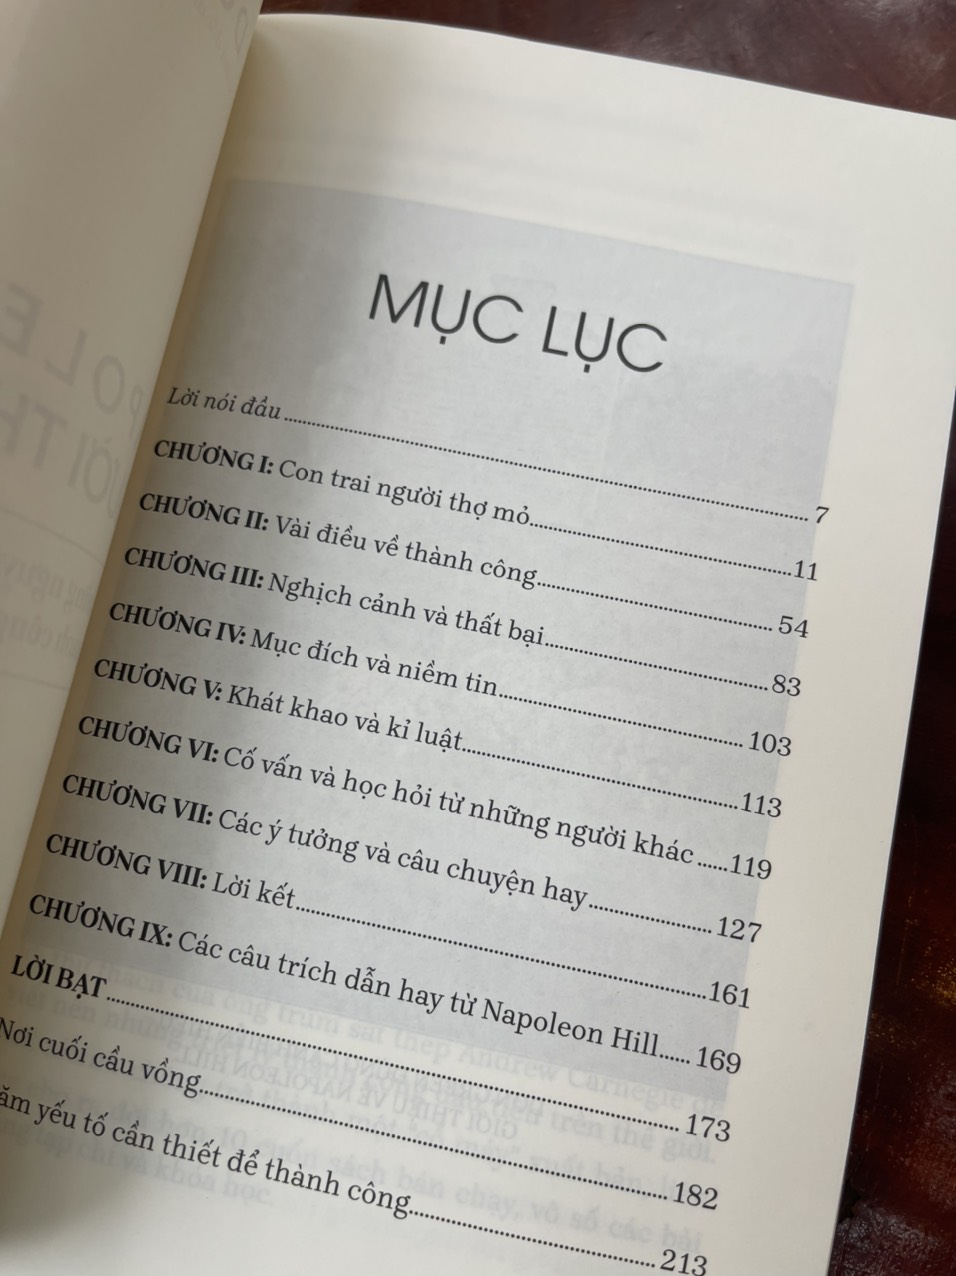 MỤC LỤC
Lời nói đầu ........ 7
CHƯƠNG I: Con trai người thợ mỏ........11
CHƯƠNG II: Vài điều về thành công........ 54
CHƯƠNG III: Nghịch cảnh và thất bại........83
CHƯƠNG IV: Mục đích và niềm tin........ 103
CHƯƠNG V: Khát khao và kỉ luật........113
CHƯƠNG VI: Cố vấn và học hỏi từ những người khác .....119
CHƯƠNG VII: Các ý tưởng và câu chuyện hay........ 127
CHƯƠNG VIII: Lời kết........161
CHƯƠNG IX: Các câu trích dẫn hay từ Napoleon Hill..... 169
LỜI BẠT........ 173
Nơi cuối cầu vồng........182
yếu tố cần thiết để thành công........213